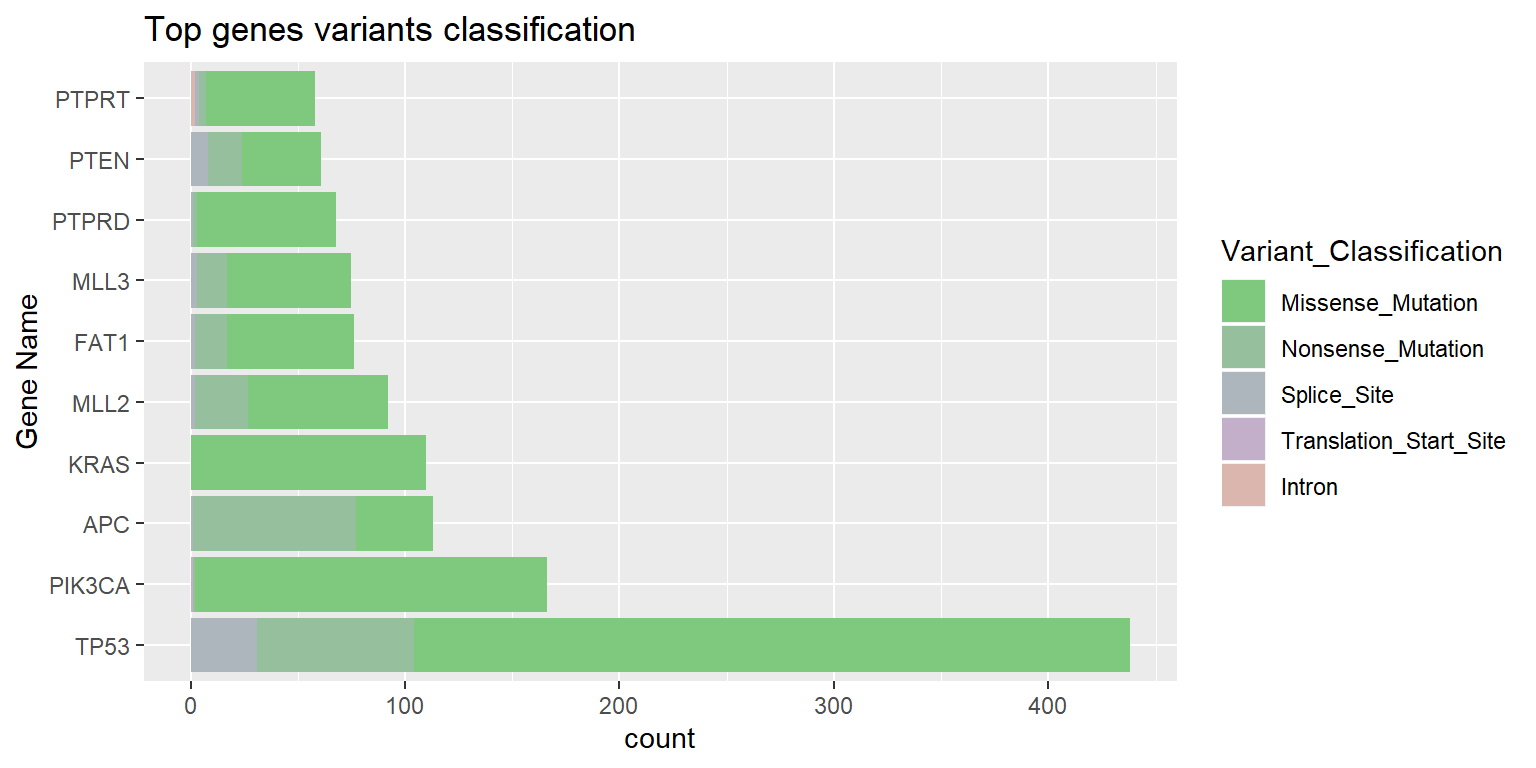 Top genes variants classification
Gene Name
PTPRT
PTEN
PTPRD
MLL3
FAT1
MLL2
KRAS
APC
PIK3CA
TP53
0 100 200 300 400
count
Variant_Classification
Missense_Mutation
Nonsense_Mutation
Splice_Site
Translation_Start_Site
Intron